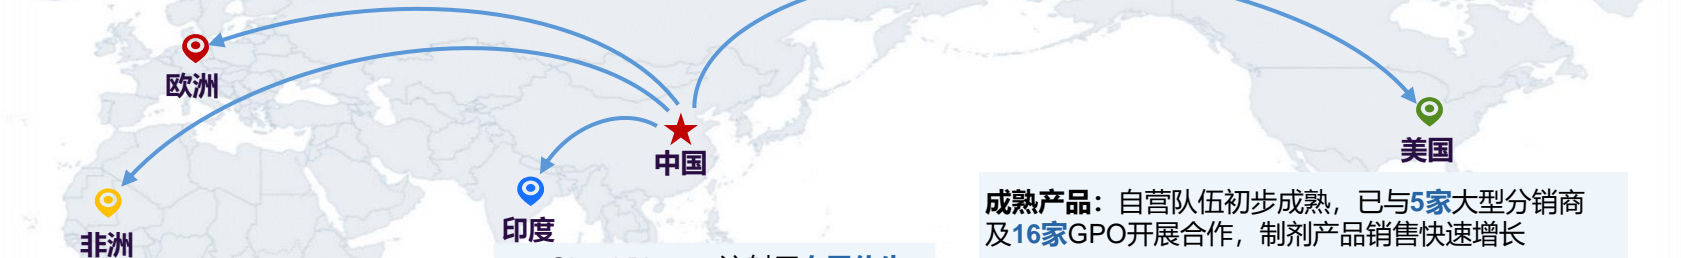 欧洲
中国
美国
非洲
印度
成熟产品：自营队伍初步成熟，已与5家大型分销商
及16家GPO开展合作，制剂产品销售快速增长